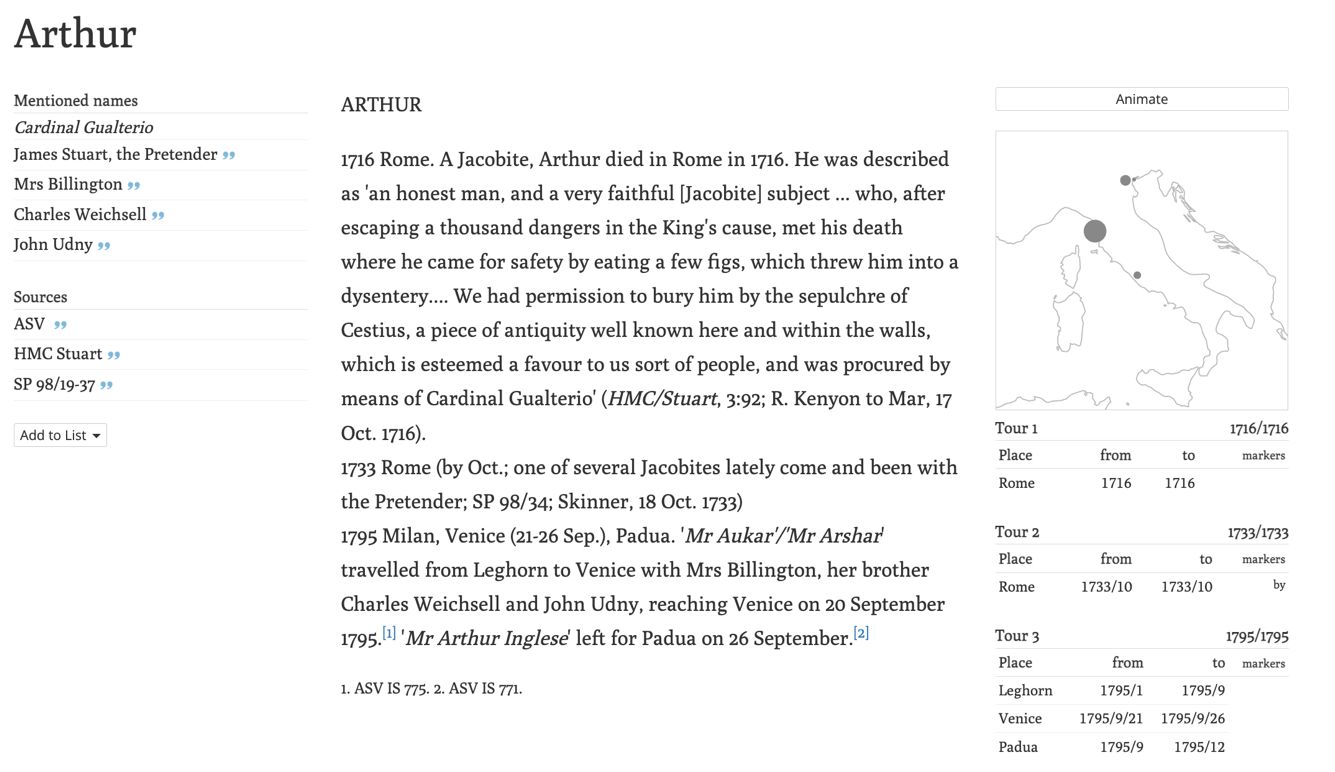 Arthur
Mentioned names
Cardinal Gualterio
James Stuart, the Pretender ”
Mrs Billington ”
Charles Weichsell ”
John Udny ”
Sources
ASV ”
HMC Stuart ”
SP 98/19-37 ”
Add to List
ARTHUR
1716 Rome. A Jacobite, Arthur died in Rome in 1716. He was described
as 'an honest man, and a very faithful [Jacobite] subject ... who, after
escaping a thousand dangers in the King's cause, met his death
where he came for safety by eating a few figs, which threw him into a
dysentery.... We had permission to bury him by the sepulchre of
Cestius, a piece of antiquity well known here and within the walls,
which is esteemed a favour to us sort of people, and was procured by
means of Cardinal Gualterio' (HMC/Stuart, 3:92; R. Kenyon to Mar, 17
Oct. 1716).
1733 Rome (by Oct.; one of several Jacobites lately come and been with
the Pretender; SP 98/34; Skinner, 18 Oct. 1733)
1795 Milan, Venice (21-26 Sep.), Padua. 'Mr Aukar'/'Mr Arshar'
travelled from Leghorn to Venice with Mrs Billington, her brother
Charles Weichsell and John Udny, reaching Venice on 20 September
1795.[1] 'Mr Arthur Inglese' left for Padua on 26 September.[2]
1. ASV IS 775. 2. ASV IS 771.
Animate
Tour 1 1716/1716
Place from to markers
Rome 1716 1716
Tour 2 1733/1733
Place from to markers
Rome 1733/10 1733/10 by
Tour 3 1795/1795
Place from to markers
Leghorn 1795/1 1795/9
Venice 1795/9/21 1795/9/26
Padua 1795/9 1795/12